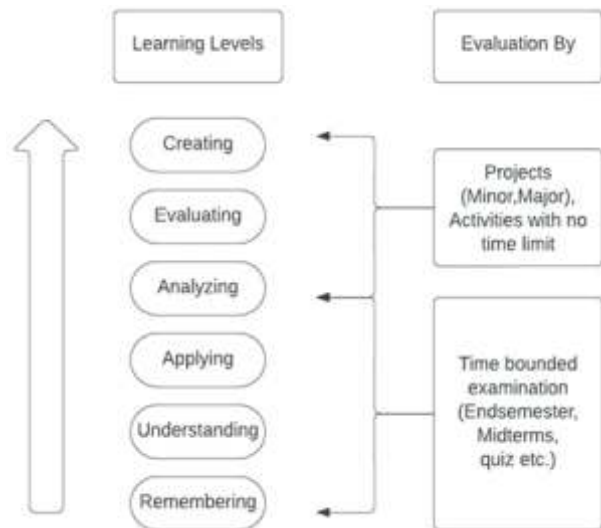 Learning Levels
Evaluation By
Creating
Evaluating
Analyzing
Applying
Understanding
Remembering
Projects
(Minor,Major),
Activities with no
time limit
Time bounded
examination
(Endsemester,
Midterms,
quiz etc.)